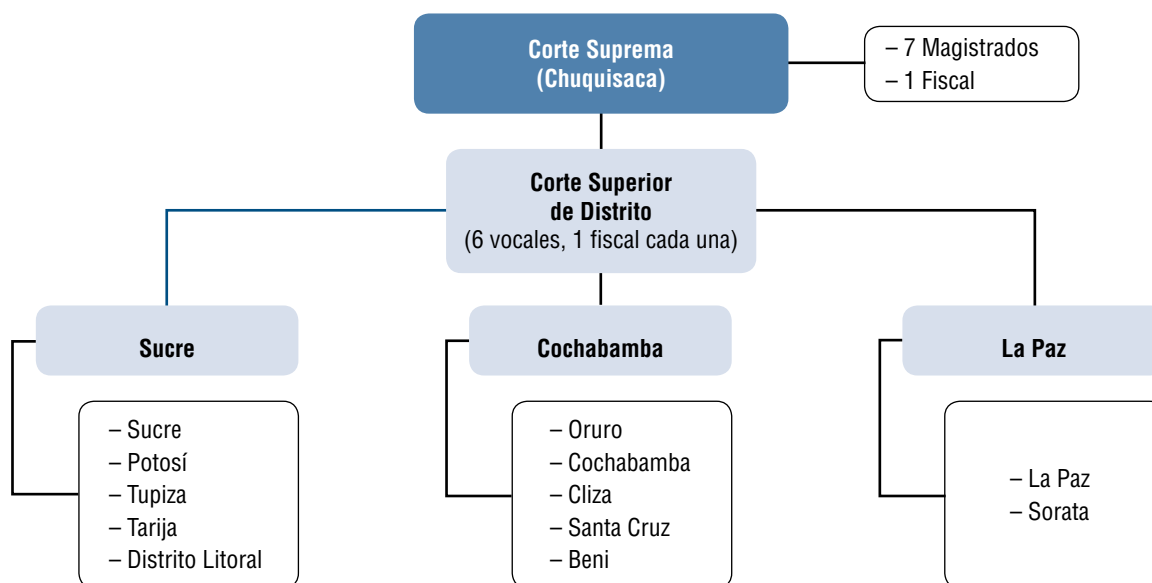 Corte Suprema
(Chuquisaca)
– 7 Magistrados
– 1 Fiscal
Corte Superior
de Distrito
(6 vocales, 1 fiscal cada una)
Sucre
– Sucre
– Potosí
– Tupiza
– Tarija
– Distrito Litoral
Cochabamba
– Oruro
– Cochabamba
– Cliza
– Santa Cruz
– Beni
La Paz
– La Paz
– Sorata